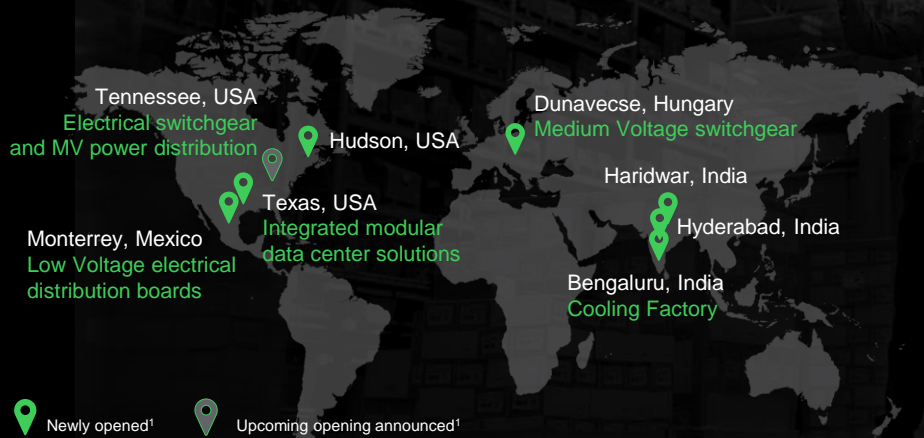 Tennessee, USA
Electrical switchgear
and MV power distribution
Hudson, USA
Texas, USA
Integrated modular
data center solutions
Monterrey, Mexico
Low Voltage electrical
distribution boards
Dunavecse, Hungary
Medium Voltage switchgear
Haridwar, India
Hyderabad, India
Bengaluru, India
Cooling Factory
Newly opened¹
Upcoming opening announced¹